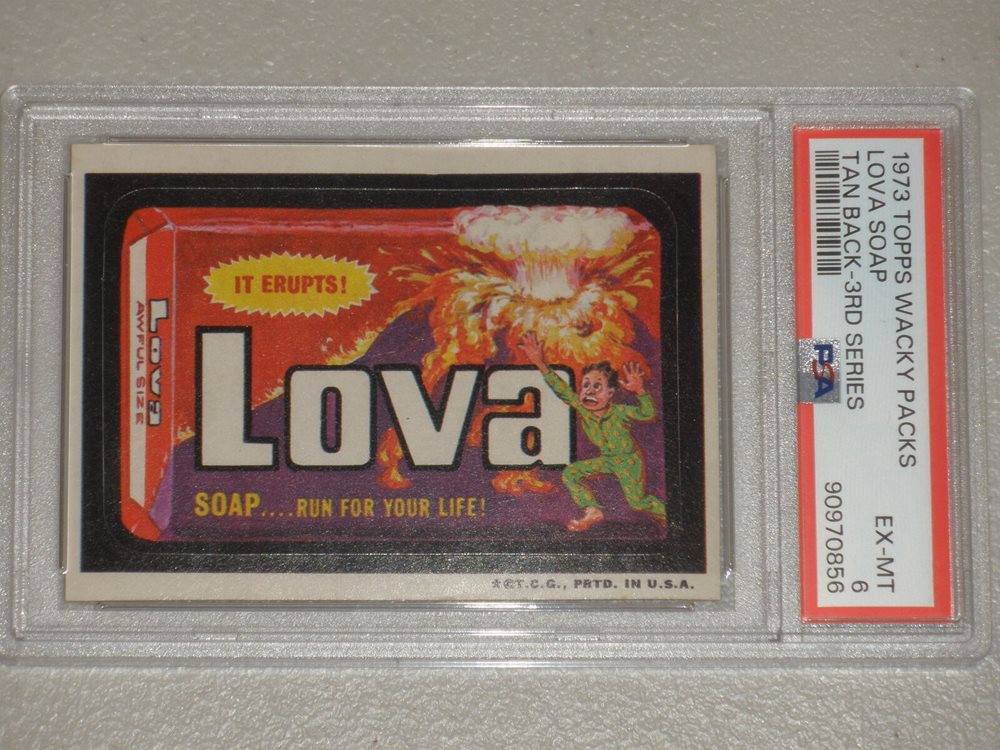 IT ERUPTS!
Lova
AWFUL SIZE
Lova
SOAP....RUN FOR YOUR LIFE!
*©T.C.G., PRTD. IN U.S.A.
1973 TOPPS WACKY PACKS
LOVA SOAP
TAN BACK-3RD SERIES
EX-MT
6
90970856
PSA